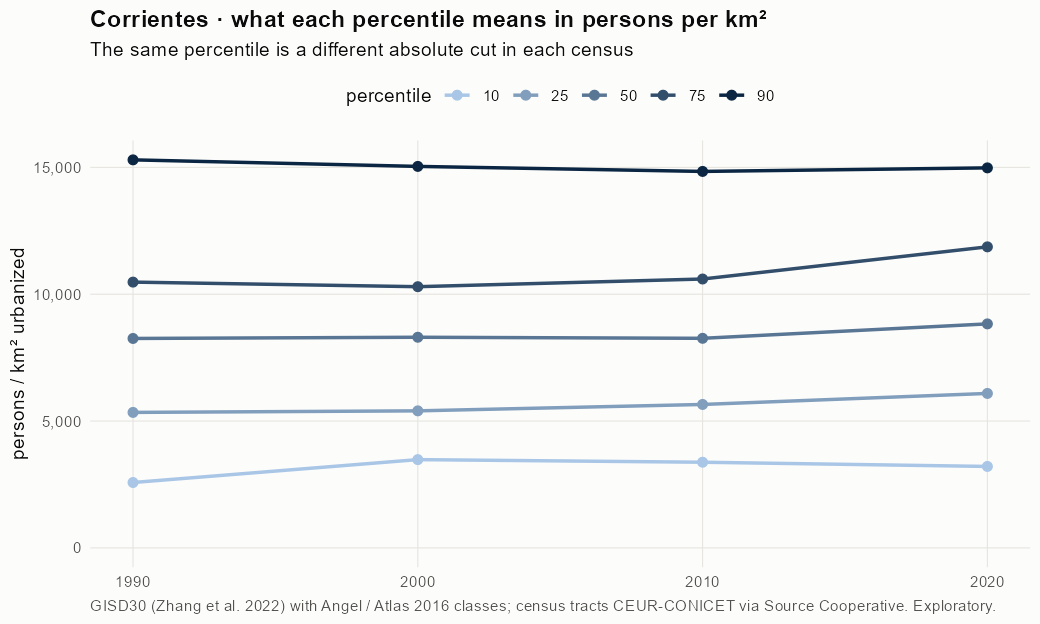 Corrientes · what each percentile means in persons per km²
The same percentile is a different absolute cut in each census
percentile 10 25 50 75 90
persons / km² urbanized
15,000
10,000
5,000
0
1990 2000 2010 2020
GISD30 (Zhang et al. 2022) with Angel / Atlas 2016 classes; census tracts CEUR-CONICET via Source Cooperative. Exploratory.